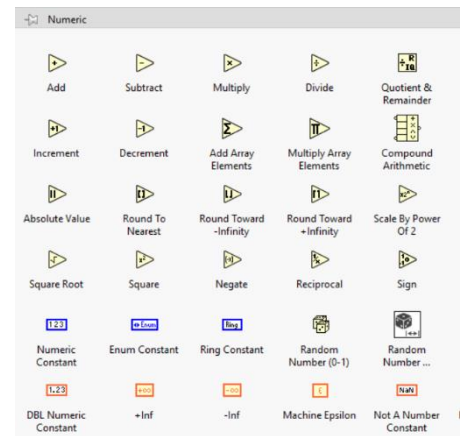 Numeric
Add Subtract Multiply Divide Quotient &
Remainder
Increment Decrement Add Array
Elements Multiply Array
Elements Compound
Arithmetic
Absolute Value Round To
Nearest Round Toward
-Infinity Round Toward
+Infinity Scale By Power
Of 2
Square Root Square Negate Reciprocal Sign
123 Enum Ring
Numeric
Constant Enum Constant Ring Constant Random
Number (0-1) Random
Number ...
1.23 +∞ -∞ NaN
DBL Numeric
Constant +Inf -Inf Machine Epsilon Not A Number
Constant